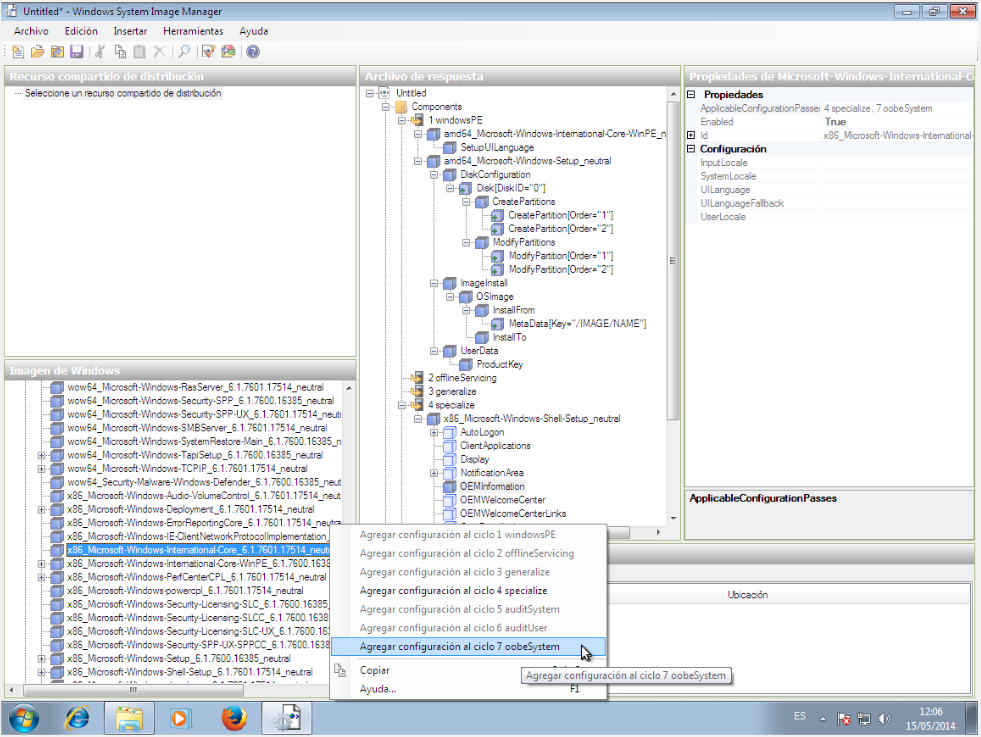 Untitled* - Windows System Image Manager
Archivo Edición Insertar Herramientas Ayuda
Recurso compartido de distribución
Seleccione un recurso compartido de distribución
Imagen de Windows
wow64_Microsoft-Windows-RasServer_6.1.7601.17514_neutral
wow64_Microsoft-Windows-Security-SPP_6.1.7600.16385_neutral
wow64_Microsoft-Windows-Security-SPP-UX_6.1.7601.17514_neutr
wow64_Microsoft-Windows-SMBServer_6.1.7601.17514_neutral
wow64_Microsoft-Windows-SystemRestore-Main_6.1.7600.16385_n
wow64_Microsoft-Windows-TapiSetup_6.1.7600.16385_neutral
wow64_Microsoft-Windows-TCPIP_6.1.7601.17514_neutral
wow64_Security-Malware-Windows-Defender_6.1.7600.16385_neut
x86_Microsoft-Windows-Audio-VolumeControl_6.1.7601.17514_neut
x86_Microsoft-Windows-Deployment_6.1.7601.17514_neutral
x86_Microsoft-Windows-ErrorReportingCore_6.1.7601.17514_neutra
x86_Microsoft-Windows-IE-ClientNetworkProtocolImplementation_
x86_Microsoft-Windows-International-Core_6.1.7601.17514_neutr
x86_Microsoft-Windows-International-Core-WinPE_6.1.7600.1638
x86_Microsoft-Windows-PerfCenterCPL_6.1.7601.17514_neutral
x86_Microsoft-Windows-powercpl_6.1.7601.17514_neutral
x86_Microsoft-Windows-Security-Licensing-SLC_6.1.7600.16385_
x86_Microsoft-Windows-Security-Licensing-SLCC_6.1.7600.1638
x86_Microsoft-Windows-Security-Licensing-SLC-UX_6.1.7600.16:
x86_Microsoft-Windows-Security-SPP-UX-SPPCC_6.1.7600.1638
x86_Microsoft-Windows-Setup_6.1.7601.17514_neutral
x86_Microsoft-Windows-Shell-Setup_6.1.7601.17514_neutral
Archivo de respuesta
Untitled
Components
1 windowsPE
amd64_Microsoft-Windows-International-Core-WinPE_n
SetupUILanguage
amd64_Microsoft-Windows-Setup_neutral
DiskConfiguration
Disk[DiskID="0"]
CreatePartitions
CreatePartition[Order="1"]
CreatePartition[Order="2"]
ModifyPartitions
ModifyPartition[Order="1"]
ModifyPartition[Order="2"]
ImageInstall
OSImage
InstallFrom
MetaData[Key="/IMAGE/NAME"]
InstallTo
UserData
ProductKey
2 offlineServicing
3 generalize
4 specialize
x86_Microsoft-Windows-Shell-Setup_neutral
AutoLogon
ClientApplications
Display
NotificationArea
OEMInformation
OEMWelcomeCenter
OEMWelcomeCenterLinks
Propiedades de Microsoft-Windows-International-C
Propiedades
ApplicableConfigurationPasses 4 specialize, 7 oobeSystem
Enabled True
Id x86_Microsoft-Windows-International-
Configuración
InputLocale
SystemLocale
UILanguage
UILanguageFallback
UserLocale
ApplicableConfigurationPasses
Ubicación
Agregar configuración al ciclo 1 windowsPE
Agregar configuración al ciclo 2 offlineServicing
Agregar configuración al ciclo 3 generalize
Agregar configuración al ciclo 4 specialize
Agregar configuración al ciclo 5 auditSystem
Agregar configuración al ciclo 6 auditUser
Agregar configuración al ciclo 7 oobeSystem
Copiar
Ayuda... F1
Agregar configuración al ciclo 7 oobeSystem
ES
12:06
15/05/2014